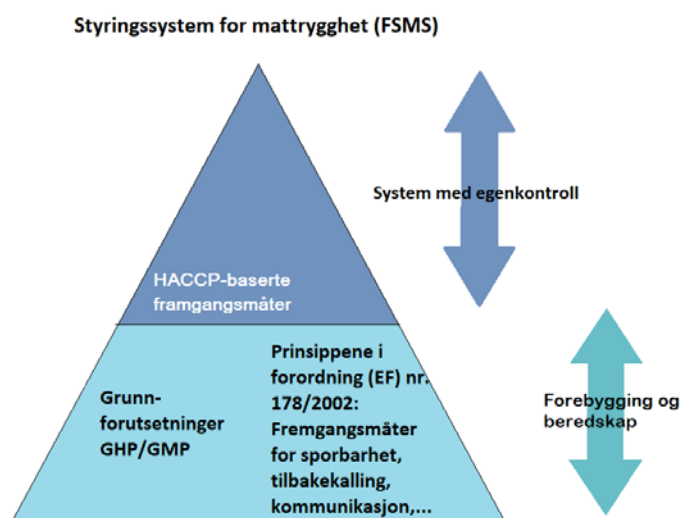 Styringssystem for mattrygghet (FSMS)
System med egenkontroll
HACCP-baserte
framgangsmåter
Grunn-
forutsetninger
GHP/GMP
Prinsippene i
forordning (EF) nr.
178/2002:
Fremgangsmåter
for sporbarhet,
tilbakekalling,
kommunikasjon,...
Forebygging og
beredskap